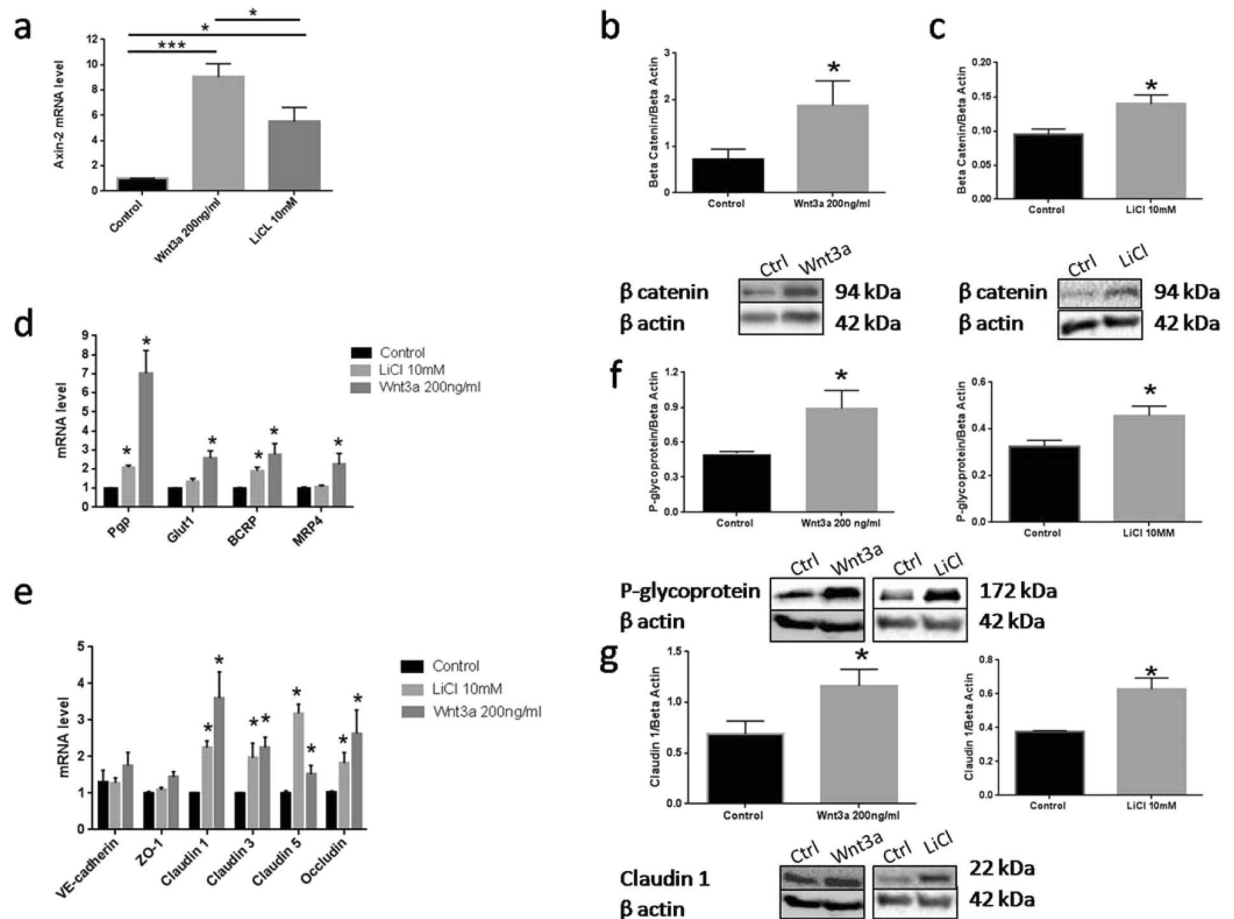 a
*
*
***
12
10
8
6
4
2
0
Axin-2 mRNA level
Control
Wnt3a 200ng/ml
LiCL 10mM
b
*
3
2
1
0
Beta Catenin/Beta Actin
Control
Wnt3a 200ng/ml
Ctrl Wnt3a
β catenin 94 kDa
β actin 42 kDa
c
*
0.20
0.15
0.10
0.05
0.00
Beta Catenin/Beta Actin
Control
LiCl 10mM
Ctrl LiCl
β catenin 94 kDa
β actin 42 kDa
d
9
8
7
6
5
4
3
2
1
0
mRNA level
* * * * * *
Control
LiCl 10mM
Wnt3a 200ng/ml
Pgp
Glut1
BCRP
MRP4
e
5
4
3
2
1
0
mRNA level
* * * * * * * *
Control
LiCl 10mM
Wnt3a 200ng/ml
VE-cadherin
ZO-1
Claudin 1
Claudin 3
Claudin 5
Occludin
f
*
1.2
0.9
0.6
0.3
0.0
P-glycoprotein/Beta Actin
Control
Wnt3a 200 ng/ml
*
0.6
0.4
0.2
0.0
P-glycoprotein/Beta Actin
Control
LiCl 10MM
Ctrl Wnt3a Ctrl LiCl
P-glycoprotein 172 kDa
β actin 42 kDa
g
*
1.5
1.0
0.5
0.0
Claudin 1/Beta Actin
Control
Wnt3a 200ng/ml
*
0.8
0.6
0.4
0.2
0.0
Claudin 1/Beta Actin
Control
LiCl 10mM
Ctrl Wnt3a Ctrl LiCl
Claudin 1 22 kDa
β actin 42 kDa